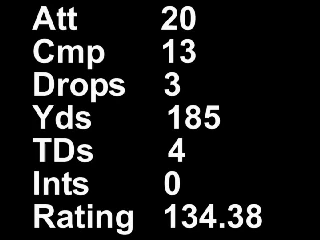 Att 20
Cmp 13
Drops 3
Yds 185
TDs 4
Ints 0
Rating 134.38